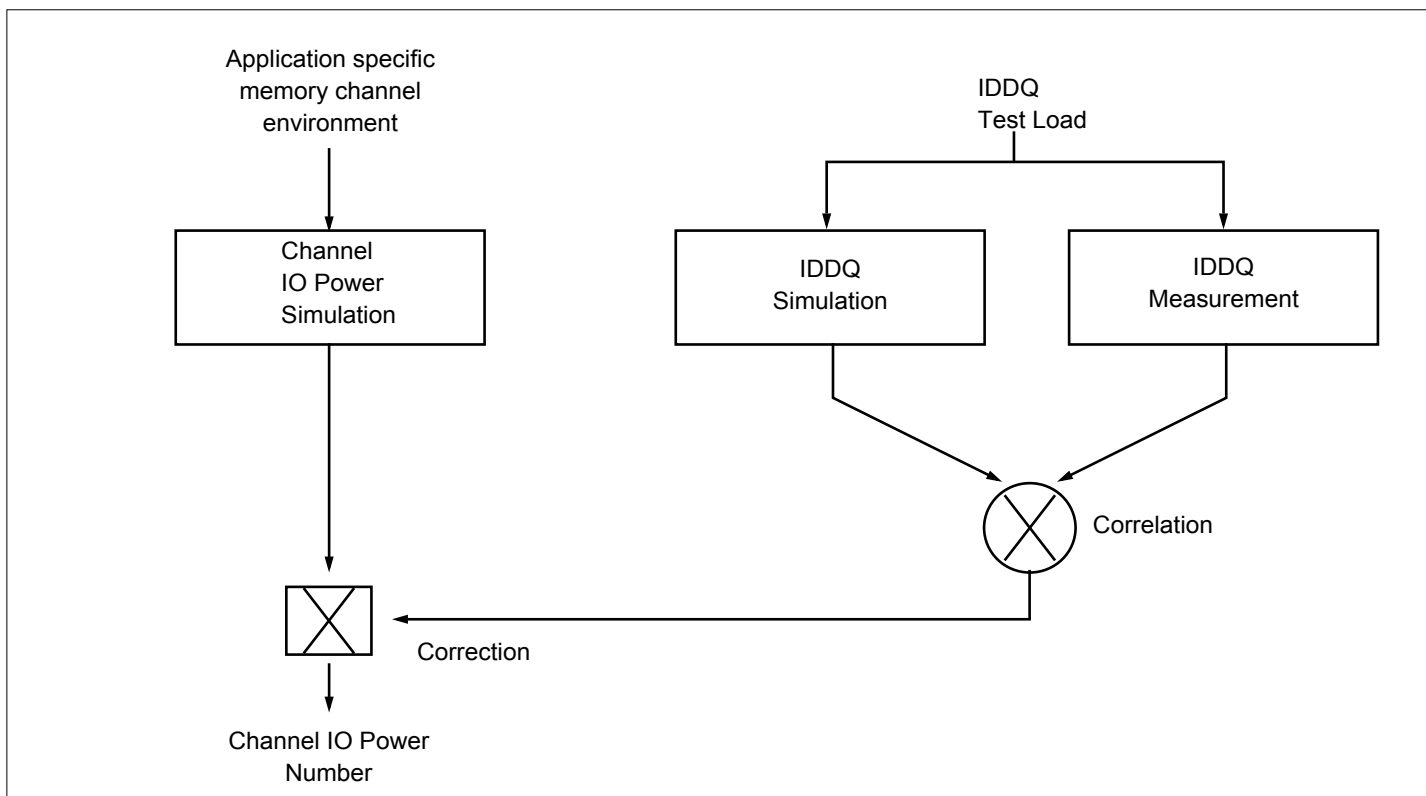 Application specific
memory channel
environment
IDDQ
Test Load
Channel
IO Power
Simulation
IDDQ
Simulation
IDDQ
Measurement
Correlation
Correction
Channel IO Power
Number